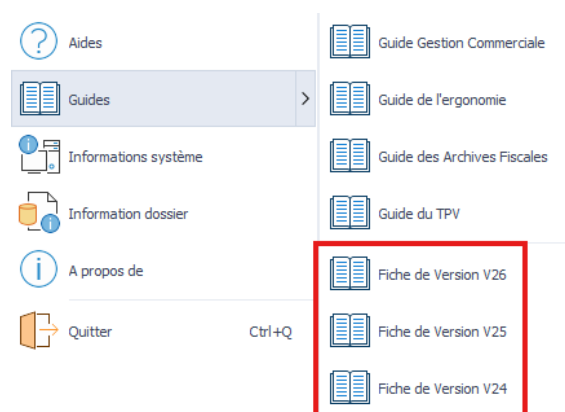 Aides
Guides
Informations système
Information dossier
A propos de
Quitter Ctrl+Q
Guide Gestion Commerciale
Guide de l'ergonomie
Guide des Archives Fiscales
Guide du TPV
Fiche de Version V26
Fiche de Version V25
Fiche de Version V24